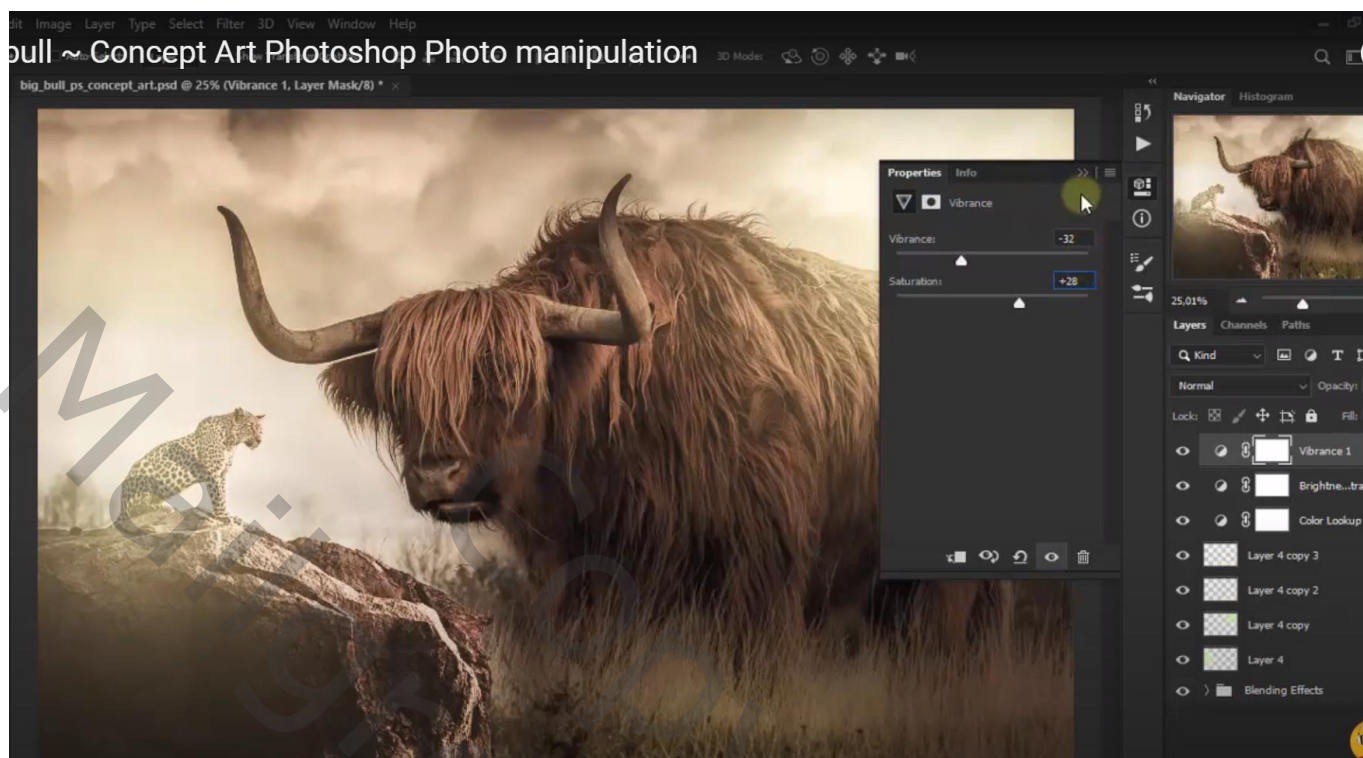 dit Image Layer Type Select Filter 3D View Window Help
bull ~ Concept Art Photoshop Photo manipulation
3D Mode:
big_bull_ps_concept_art.psd @ 25% (Vibrance 1, Layer Mask/8) * ×
Navigator Histogram
Properties Info
Vibrance
Vibrance: -32
Saturation: +28
25,01%
Layers Channels Paths
Kind
Normal Opacity:
Lock: Fill:
Vibrance 1
Brightne...tra
Color Lookup
Layer 4 copy 3
Layer 4 copy 2
Layer 4 copy
Layer 4
Blending Effects